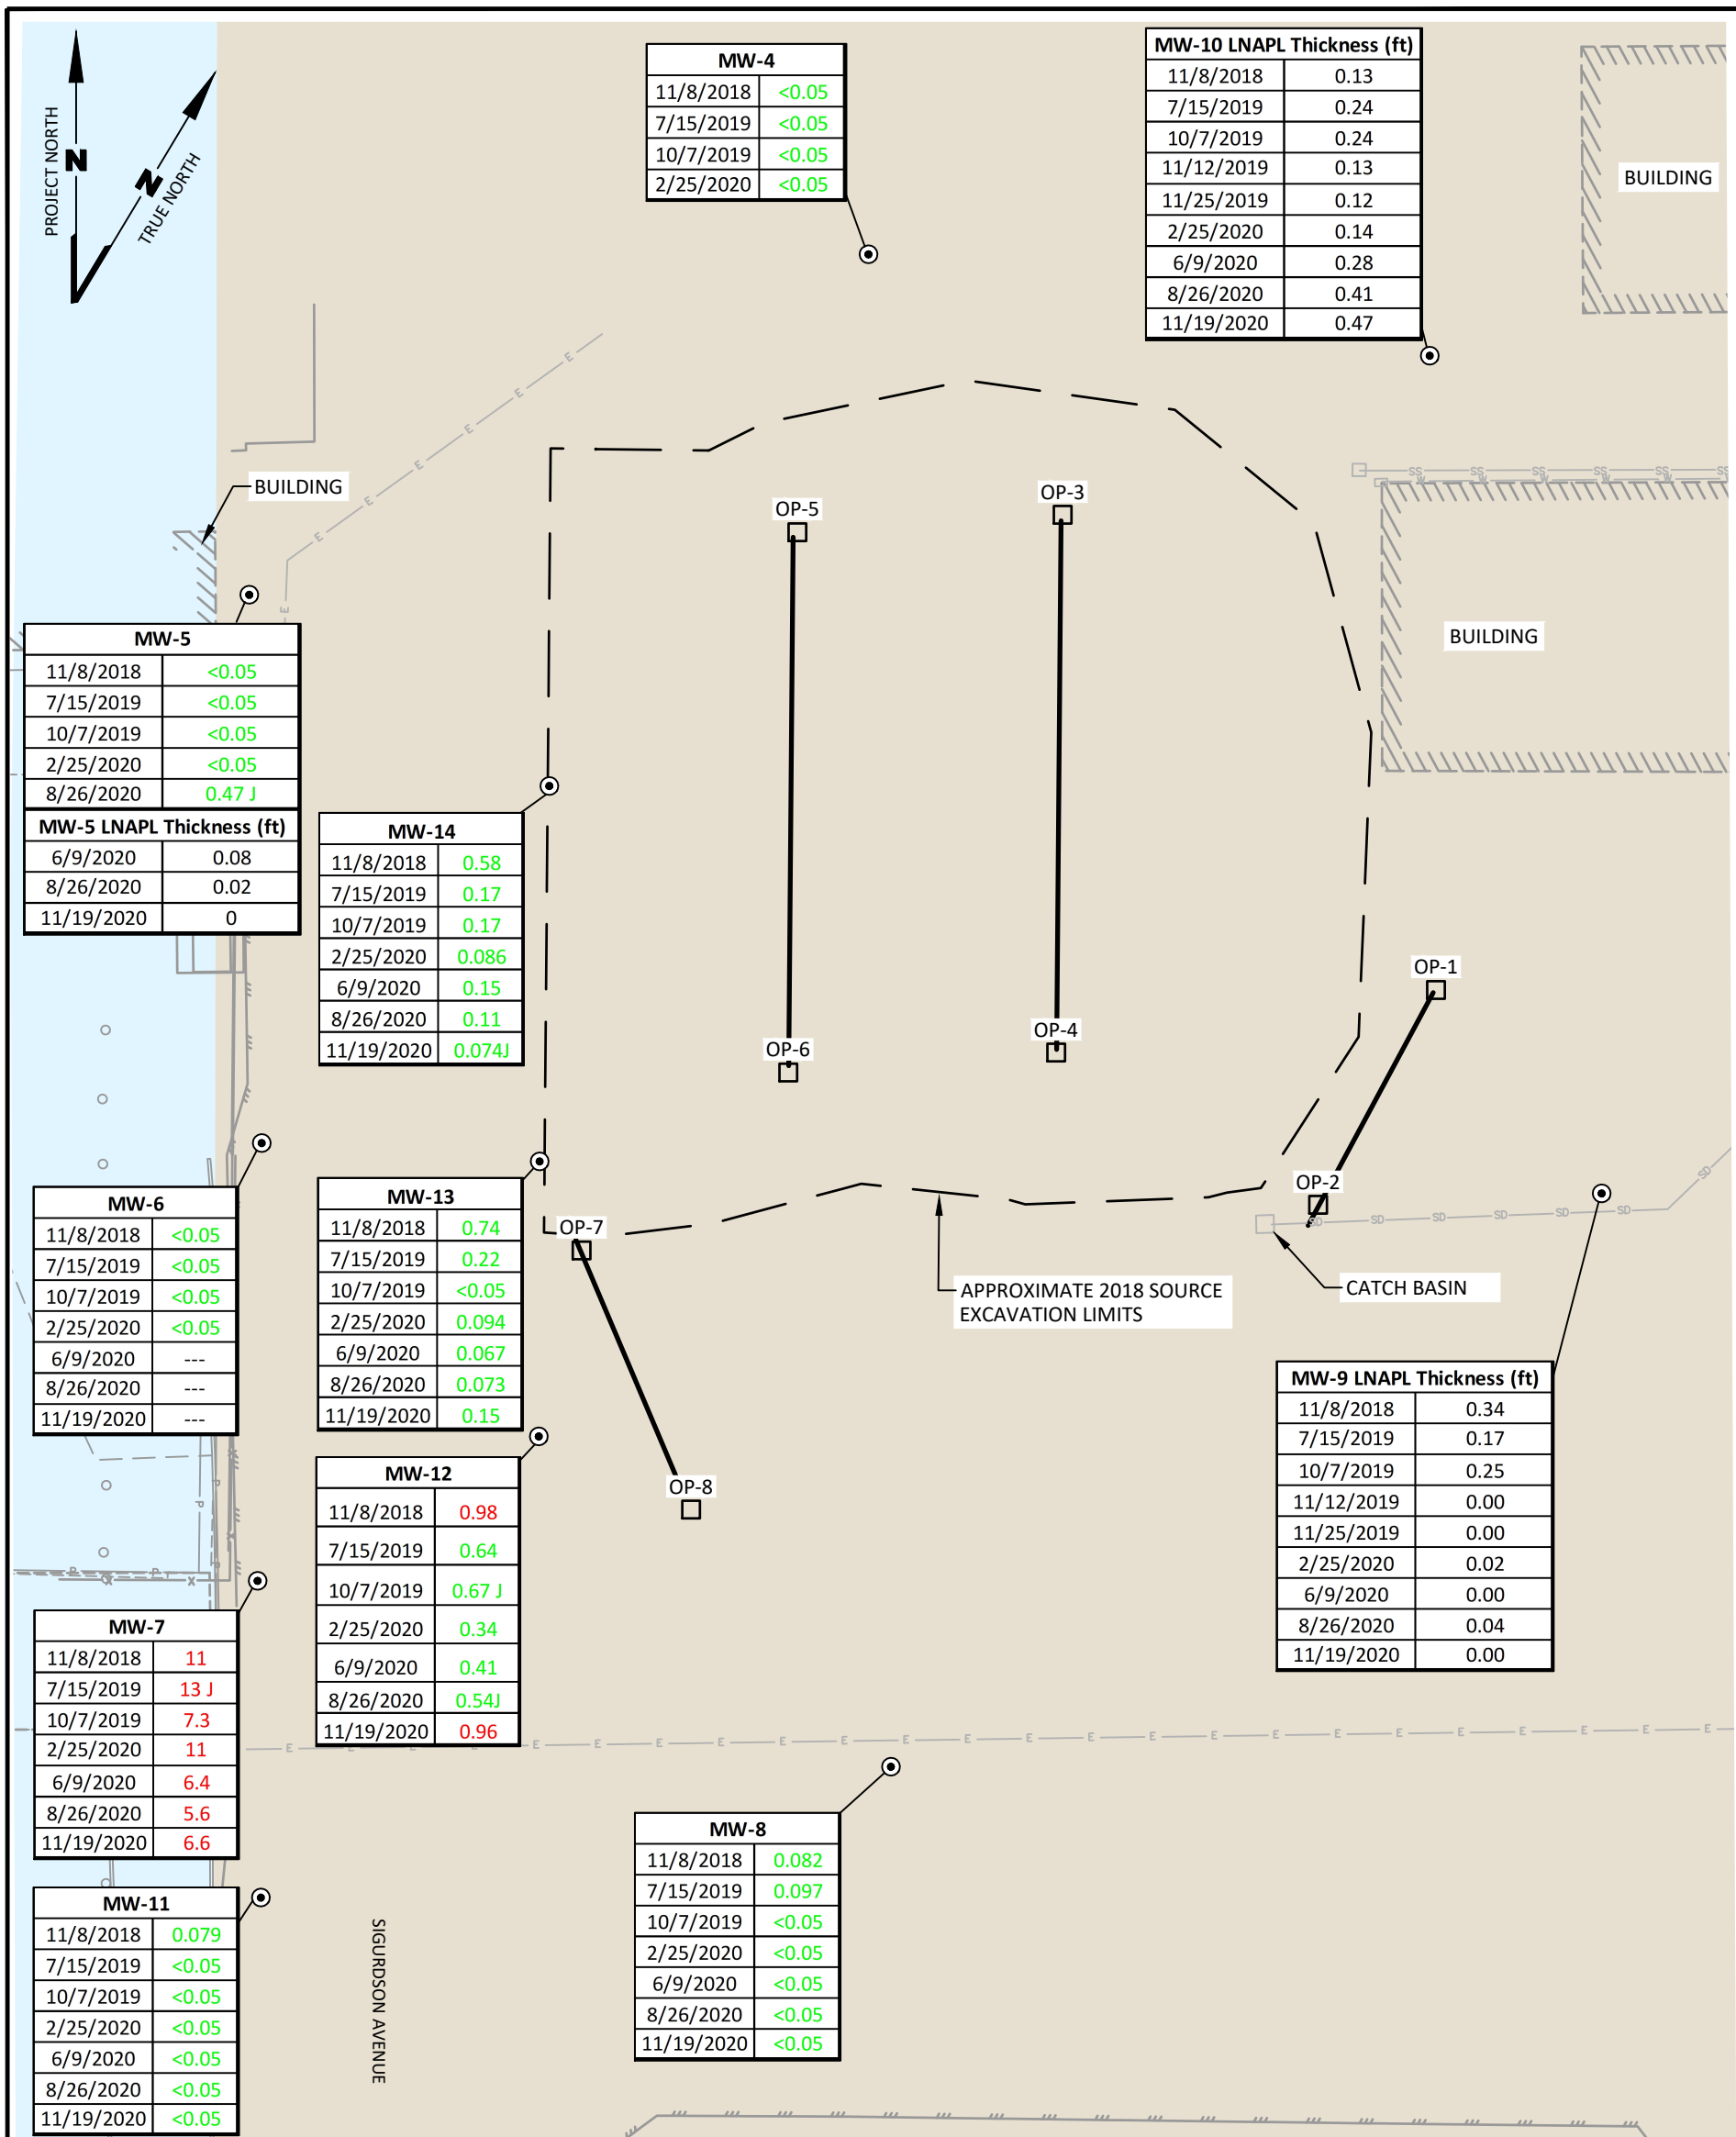 PROJECT NORTH
N
TRUE NORTH
N
MW-4
11/8/2018 <0.05
7/15/2019 <0.05
10/7/2019 <0.05
2/25/2020 <0.05
MW-10 LNAPL Thickness (ft)
11/8/2018 0.13
7/15/2019 0.24
10/7/2019 0.24
11/12/2019 0.13
11/25/2019 0.12
2/25/2020 0.14
6/9/2020 0.28
8/26/2020 0.41
11/19/2020 0.47
BUILDING
E E E E E E
BUILDING
SS SS SS SS SS SS
W W W W W
OP-5
OP-3
BUILDING
E
MW-5
11/8/2018 <0.05
7/15/2019 <0.05
10/7/2019 <0.05
2/25/2020 <0.05
8/26/2020 0.47 J
MW-5 LNAPL Thickness (ft)
6/9/2020 0.08
8/26/2020 0.02
11/19/2020 0
MW-14
11/8/2018 0.58
7/15/2019 0.17
10/7/2019 0.17
2/25/2020 0.086
6/9/2020 0.15
8/26/2020 0.11
11/19/2020 0.074J
OP-1
OP-4
OP-6
MW-6
11/8/2018 <0.05
7/15/2019 <0.05
10/7/2019 <0.05
2/25/2020 <0.05
6/9/2020 ---
8/26/2020 ---
11/19/2020 ---
MW-13
11/8/2018 0.74
7/15/2019 0.22
10/7/2019 <0.05
2/25/2020 0.094
6/9/2020 0.067
8/26/2020 0.073
11/19/2020 0.15
OP-7
OP-2
SD SD SD SD SD SD SD
APPROXIMATE 2018 SOURCE
EXCAVATION LIMITS
CATCH BASIN
MW-12
11/8/2018 0.98
7/15/2019 0.64
10/7/2019 0.67 J
2/25/2020 0.34
6/9/2020 0.41
8/26/2020 0.54J
11/19/2020 0.96
OP-8
MW-9 LNAPL Thickness (ft)
11/8/2018 0.34
7/15/2019 0.17
10/7/2019 0.25
11/12/2019 0.00
11/25/2019 0.00
2/25/2020 0.02
6/9/2020 0.00
8/26/2020 0.04
11/19/2020 0.00
P P
P P
MW-7
11/8/2018 11
7/15/2019 13 J
10/7/2019 7.3
2/25/2020 11
6/9/2020 6.4
8/26/2020 5.6
11/19/2020 6.6
E E E E E E E E E E E E E E E E E E E E E E E E
MW-8
11/8/2018 0.082
7/15/2019 0.097
10/7/2019 <0.05
2/25/2020 <0.05
6/9/2020 <0.05
8/26/2020 <0.05
11/19/2020 <0.05
MW-11
11/8/2018 0.079
7/15/2019 <0.05
10/7/2019 <0.05
2/25/2020 <0.05
6/9/2020 <0.05
8/26/2020 <0.05
11/19/2020 <0.05
SIGURDSON AVENUE